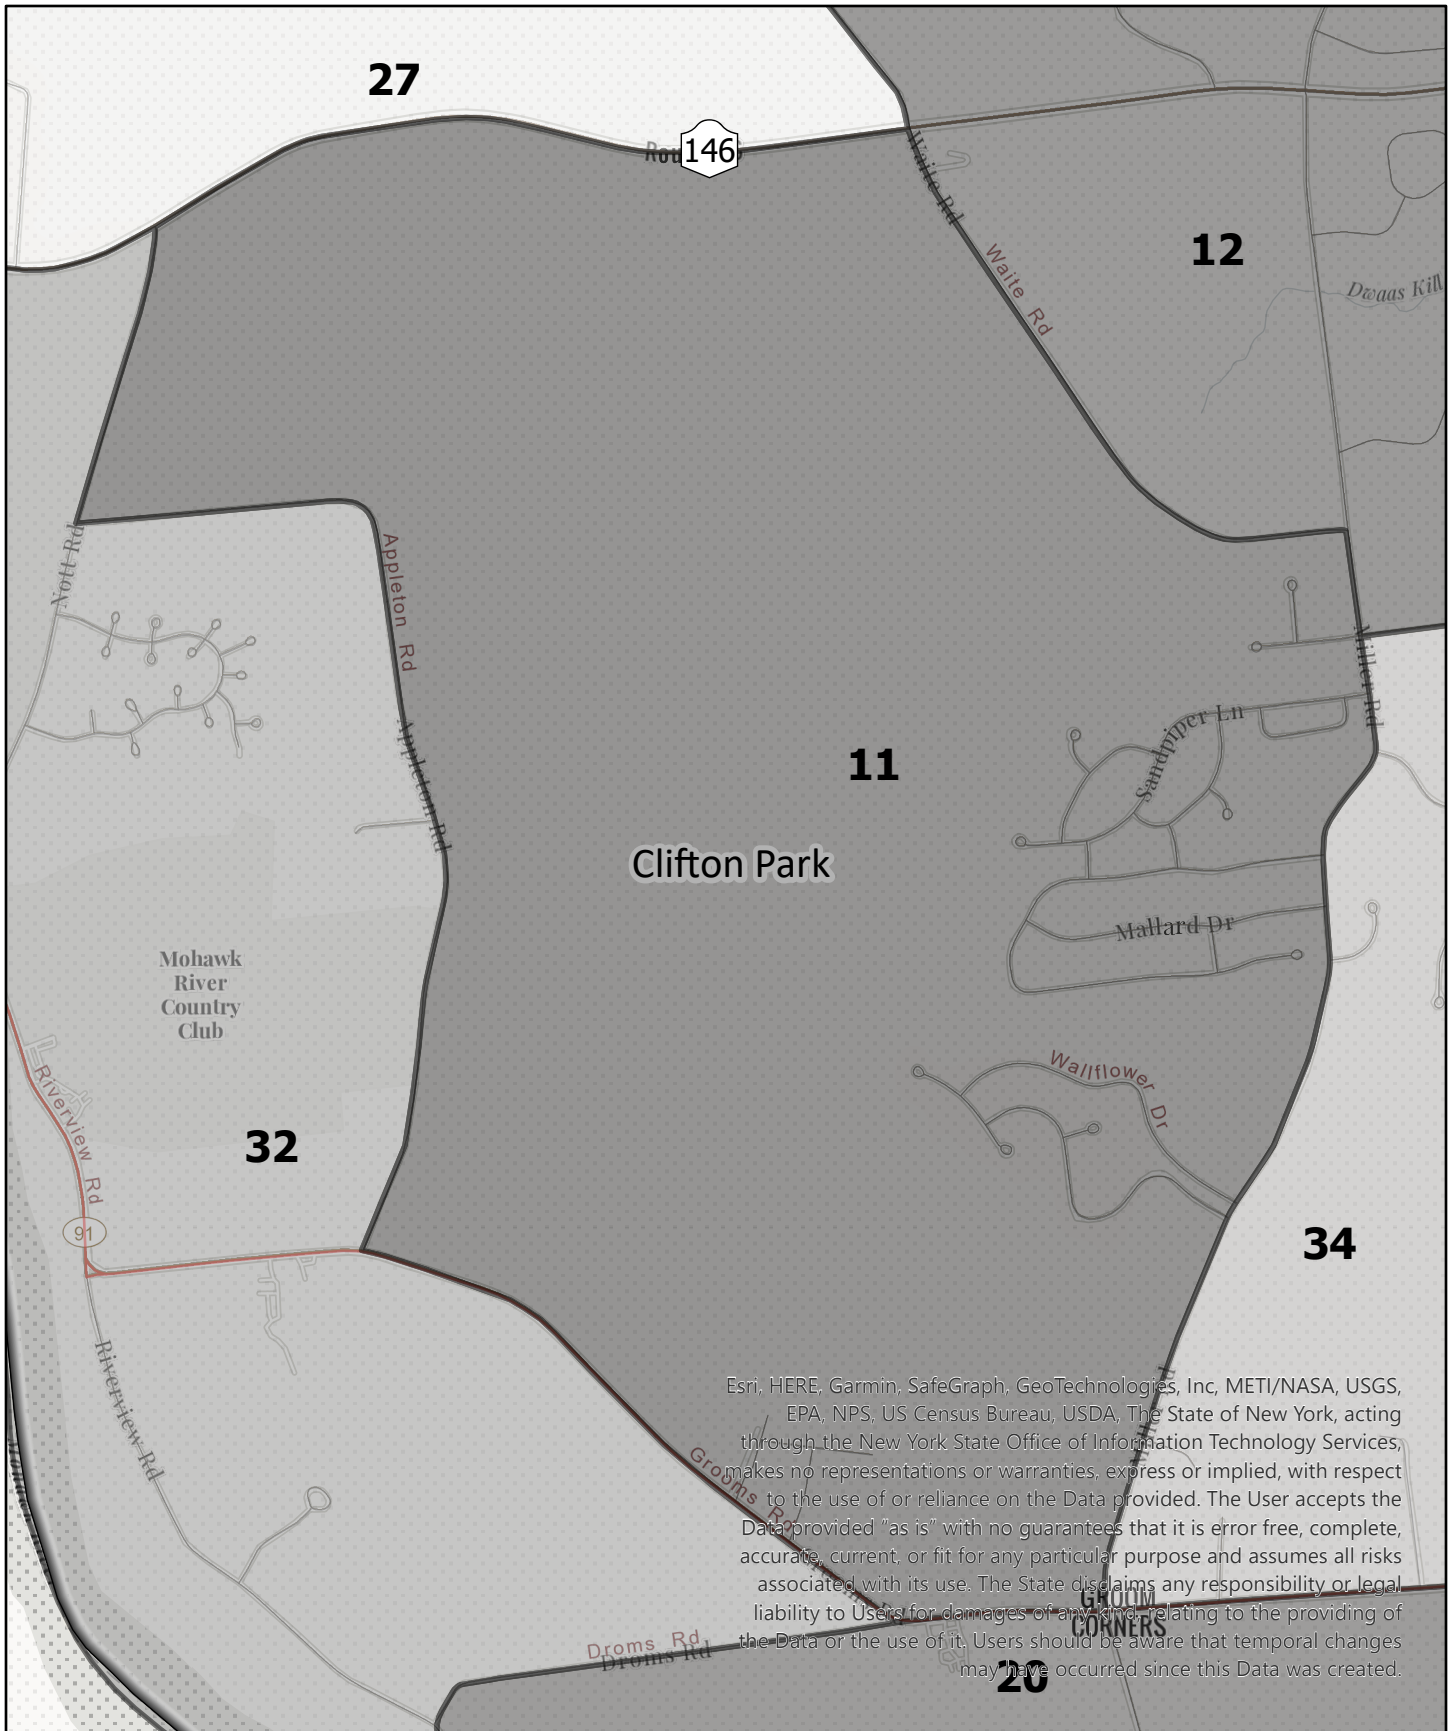 27
146
Waite Rd
12
Waite Rd
Dwaas Kill
Nott Rd
Appleton Rd
Miller Rd
Sandpiper Ln
Appleton Rd
11
Clifton Park
Mallard Dr
Mohawk
River
Country
Club
Wallflower Dr
Riverview Rd
32
91
34
Riverview Rd
Esri, HERE, Garmin, SafeGraph, GeoTechnologies, Inc, METI/NASA, USGS,
EPA, NPS, US Census Bureau, USDA, The State of New York, acting
through the New York State Office of Information Technology Services,
makes no representations or warranties, express or implied, with respect
to the use of or reliance on the Data provided. The User accepts the
Data provided "as is" with no guarantees that it is error free, complete,
accurate, current, or fit for any particular purpose and assumes all risks
associated with its use. The State disclaims any responsibility or legal
liability to Users for damages of any kind relating to the providing of
the Data or the use of it. Users should be aware that temporal changes
may have occurred since this Data was created.
Grooms Rd
GROOM
CORNERS
Droms Rd
Droms Rd
20